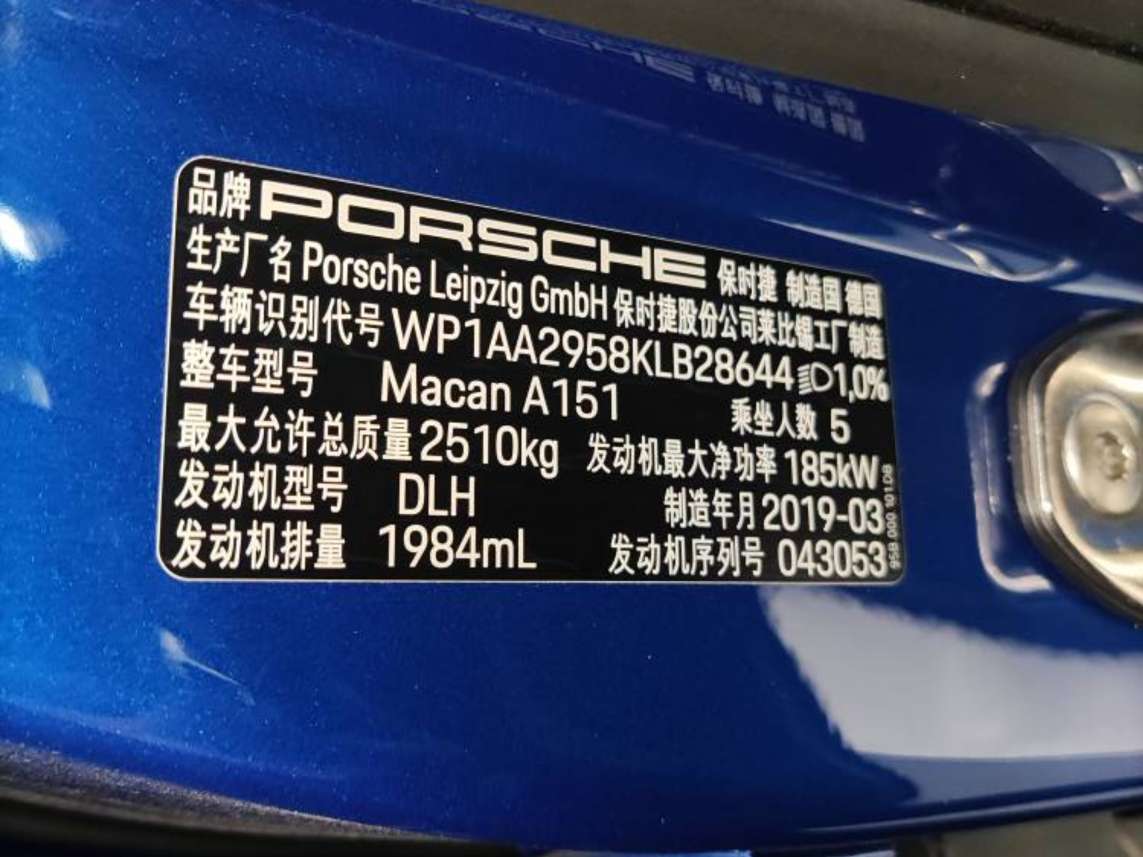 品牌 PORSCHE 保时捷 制造国 德国
生产厂名 Porsche Leipzig GmbH 保时捷股份公司莱比锡工厂制造
车辆识别代号 WP1AA2958KLB28644 1,0%
整车型号 Macan A151 乘坐人数 5
最大允许总质量 2510kg 发动机最大净功率 185kW
发动机型号 DLH 制造年月 2019-03
发动机排量 1984mL 发动机序列号 043053
95B 000 101 DB